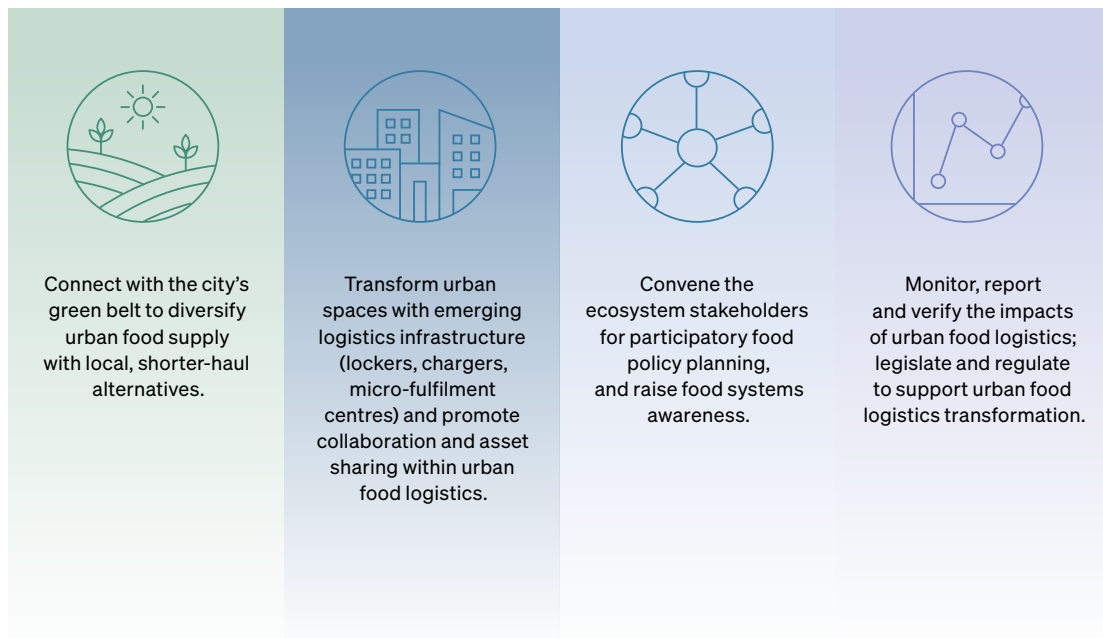 Connect with the city’s
green belt to diversify
urban food supply
with local, shorter-haul
alternatives.
Transform urban
spaces with emerging
logistics infrastructure
(lockers, chargers,
micro-fulfilment
centres) and promote
collaboration and asset
sharing within urban
food logistics.
Convene the
ecosystem stakeholders
for participatory food
policy planning,
and raise food systems
awareness.
Monitor, report
and verify the impacts
of urban food logistics;
legislate and regulate
to support urban food
logistics transformation.